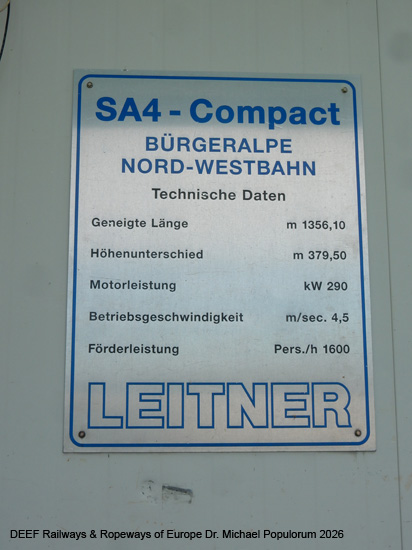 SA4 - Compact
BÜRGERALPE
NORD-WESTBAHN
Technische Daten
Geneigte Länge m 1356,10
Höhenunterschied m 379,50
Motorleistung kW 290
Betriebsgeschwindigkeit m/sec. 4,5
Förderleistung Pers./h 1600
LEITNER
DEEF Railways & Ropeways of Europe Dr. Michael Populorum 2026